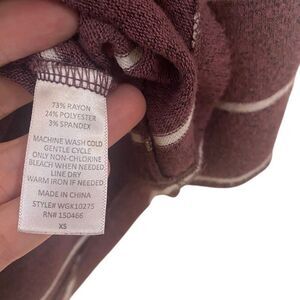 73% RAYON
24% POLYESTER
3% SPANDEX
MACHINE WASH COLD
GENTLE CYCLE
ONLY NON-CHLORINE
BLEACH WHEN NEEDED
LINE DRY
WARM IRON IF NEEDED
MADE IN CHINA
STYLE# WGK10275
RN# 150466
XS